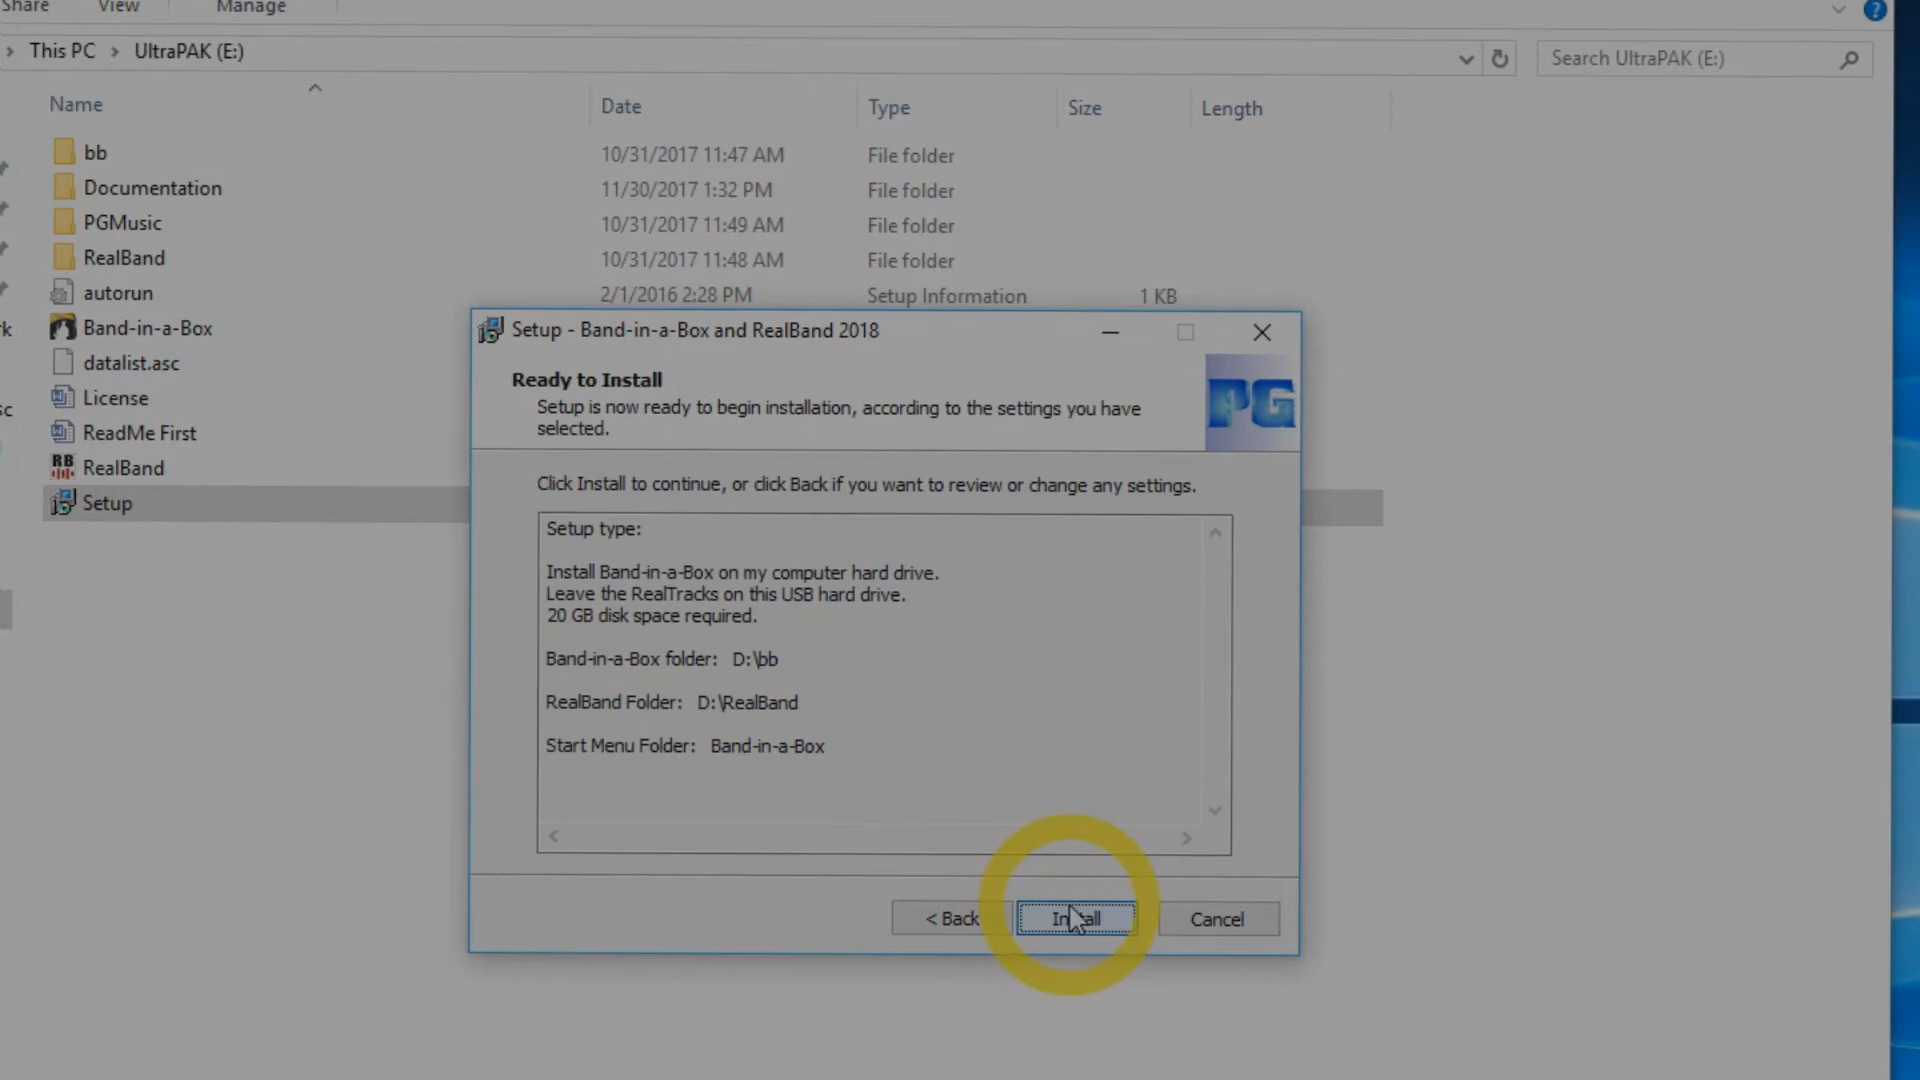 Share View Manage
?
This PC > UltraPAK (E:)
Search UltraPAK (E:)
Name Date Type Size Length
bb 10/31/2017 11:47 AM File folder
Documentation 11/30/2017 1:32 PM File folder
PGMusic 10/31/2017 11:49 AM File folder
RealBand 10/31/2017 11:48 AM File folder
autorun 2/1/2016 2:28 PM Setup Information 1 KB
Band-in-a-Box
datalist.asc
License
ReadMe First
RB RealBand
Setup
Setup - Band-in-a-Box and RealBand 2018
Ready to Install
Setup is now ready to begin installation, according to the settings you have
selected.
PG
Click Install to continue, or click Back if you want to review or change any settings.
Setup type:
Install Band-in-a-Box on my computer hard drive.
Leave the RealTracks on this USB hard drive.
20 GB disk space required.
Band-in-a-Box folder: D:\bb
RealBand Folder: D:\RealBand
Start Menu Folder: Band-in-a-Box
< Back Install Cancel